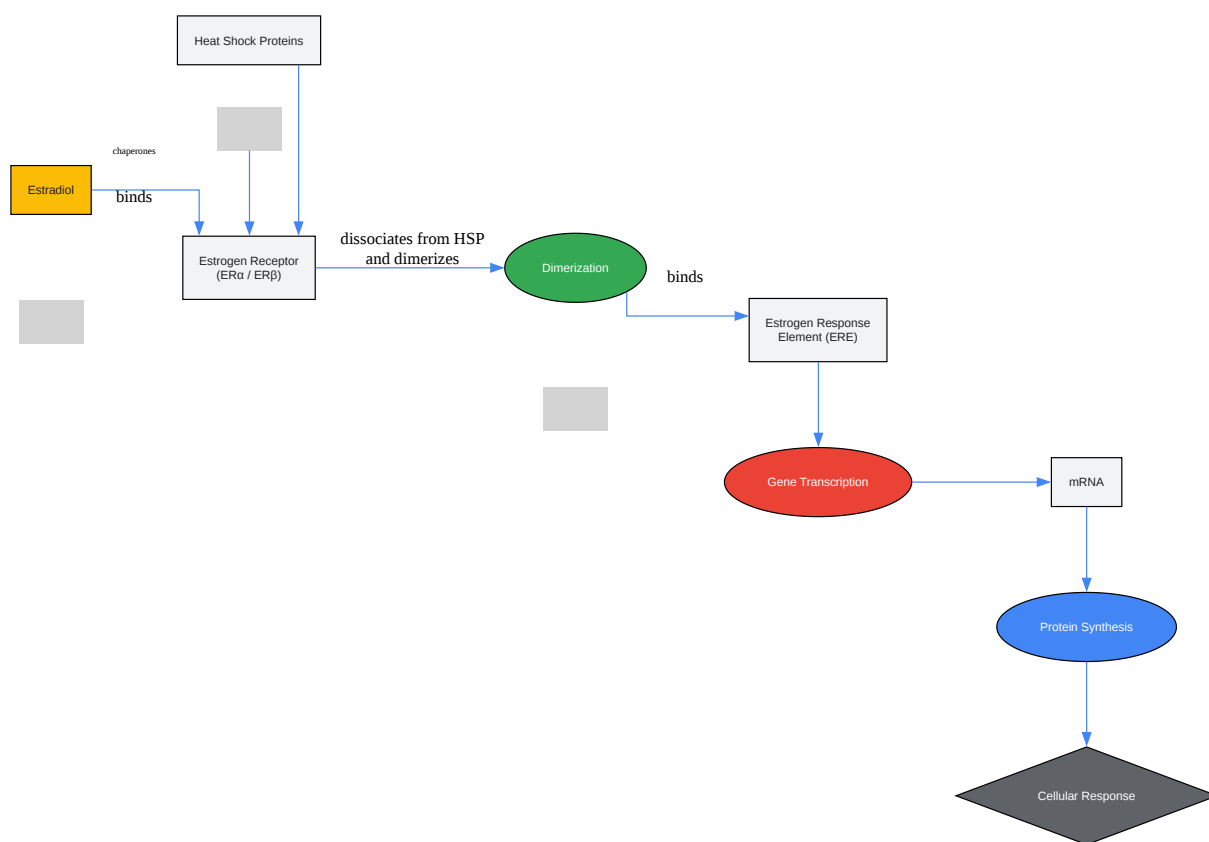 Heat Shock Proteins
chaperones
Estradiol
binds
Estrogen Receptor
(ERα / ERβ)
dissociates from HSP
and dimerizes
Dimerization
binds
Estrogen Response
Element (ERE)
Gene Transcription
mRNA
Protein Synthesis
Cellular Response